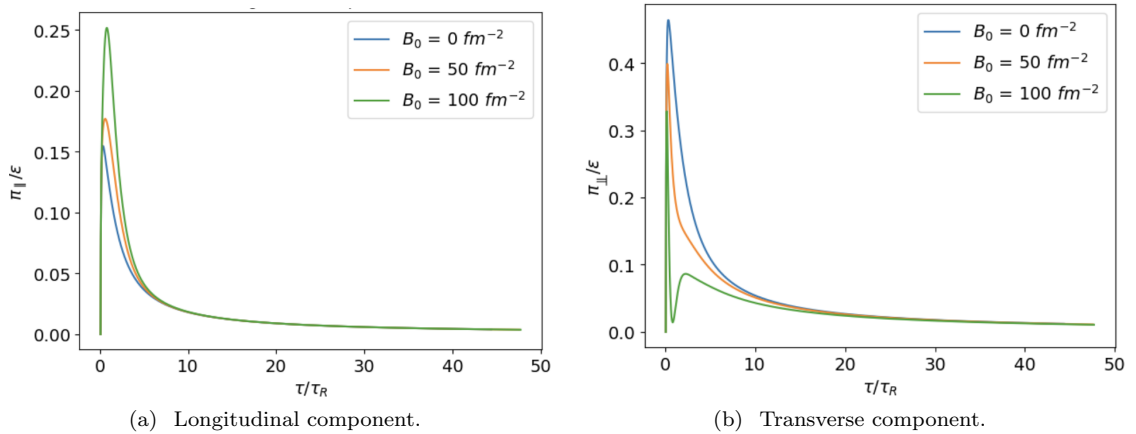 0.25
0.20
0.15
0.10
0.05
0.00
π∥/ε
0 10 20 30 40 50
τ/τ_R
B₀ = 0 fm⁻²
B₀ = 50 fm⁻²
B₀ = 100 fm⁻²
(a) Longitudinal component.
0.4
0.3
0.2
0.1
0.0
π⫫/ε
0 10 20 30 40 50
τ/τ_R
B₀ = 0 fm⁻²
B₀ = 50 fm⁻²
B₀ = 100 fm⁻²
(b) Transverse component.